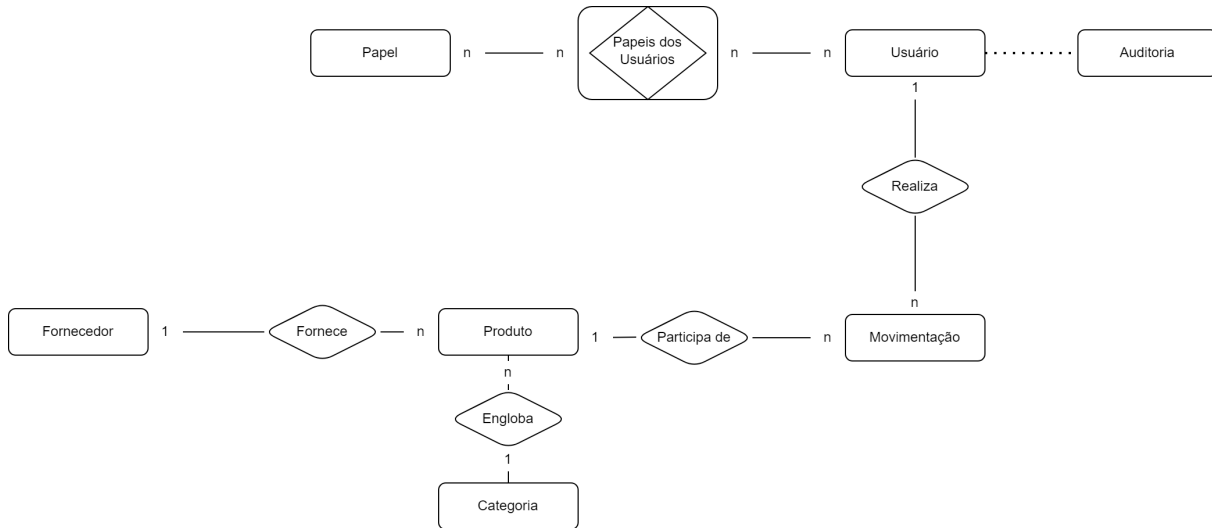 Papel
n
n
Papeis dos
Usuários
n
n
Usuário
Auditoria
1
Realiza
n
Fornecedor
1
Fornece
n
Produto
1
Participa de
n
Movimentação
n
Engloba
1
Categoria